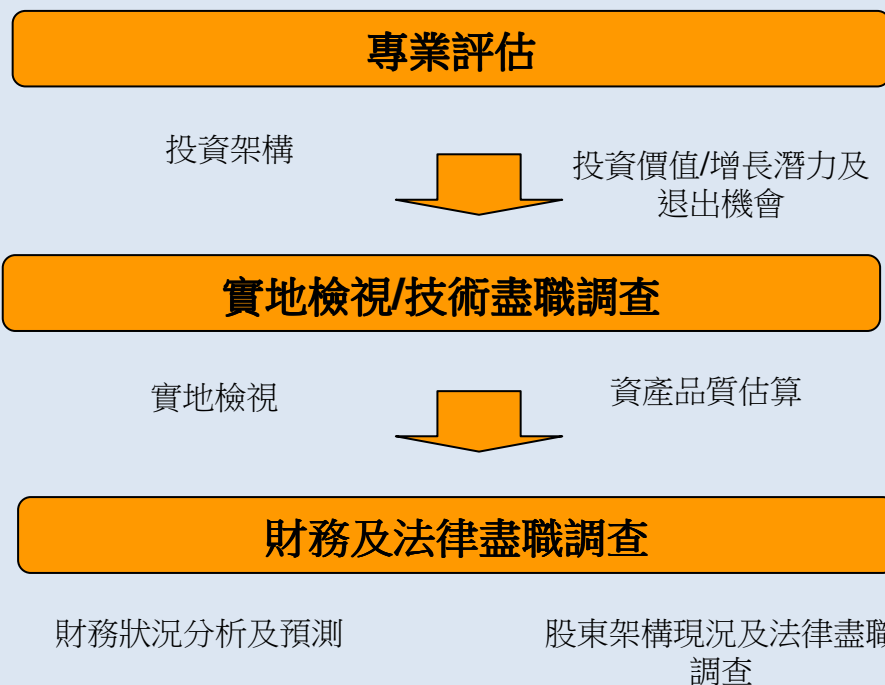 專業評估
投資架構
投資價值/增長潛力及
退出機會
實地檢視/技術盡職調查
實地檢視
資產品質估算
財務及法律盡職調查
財務狀況分析及預測
股東架構現況及法律盡職
調查